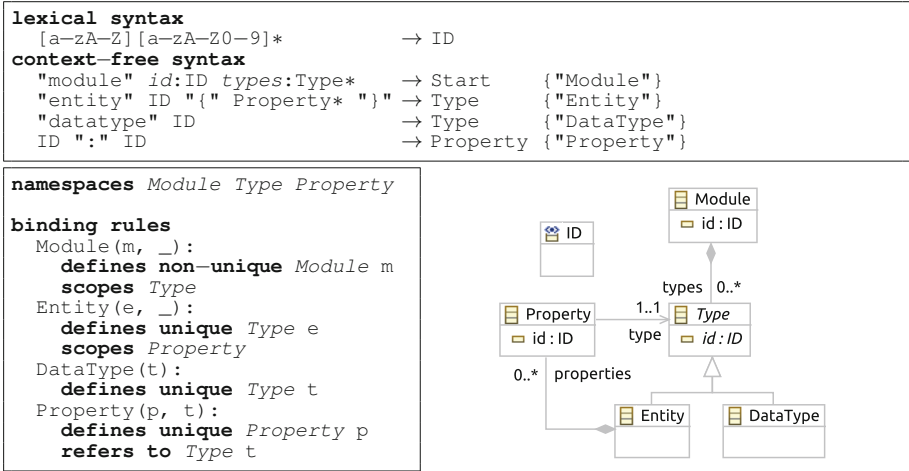 lexical syntax
[a−zA−Z][a−zA−Z0−9]* → ID
context−free syntax
"module" id:ID types:Type* → Start {"Module"}
"entity" ID "{" Property* "}" → Type {"Entity"}
"datatype" ID → Type {"DataType"}
ID ":" ID → Property {"Property"}
namespaces Module Type Property
binding rules
Module(m, _):
defines non−unique Module m
scopes Type
Entity(e, _):
defines unique Type e
scopes Property
DataType(t):
defines unique Type t
Property(p, t):
defines unique Property p
refers to Type t
Module
id : ID
ID
types 0..*
Property
id : ID
1..1
type
Type
id : ID
0..* properties
Entity
DataType